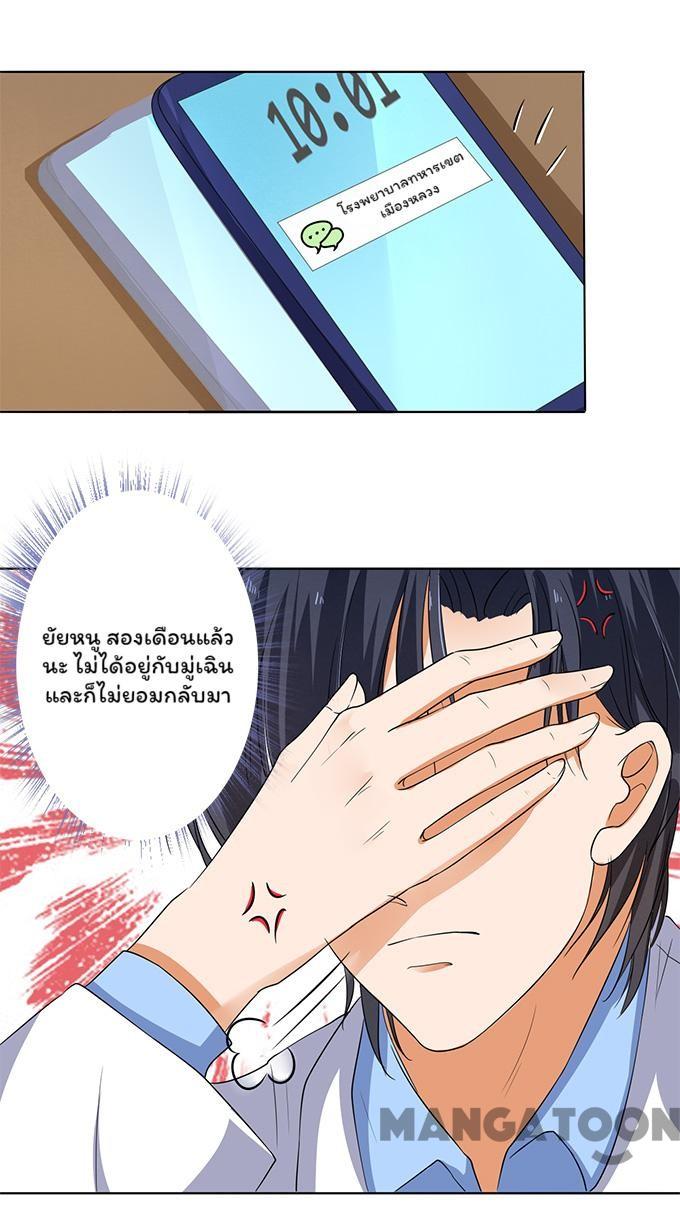 10:01
โรงพยาบาลทหารเขต
เมืองหลวง
ยัยหนู สองเดือนแล้ว
นะ ไม่ได้อยู่กับมู่เฉิน
และก็ไม่ยอมกลับมา
MANGATOON